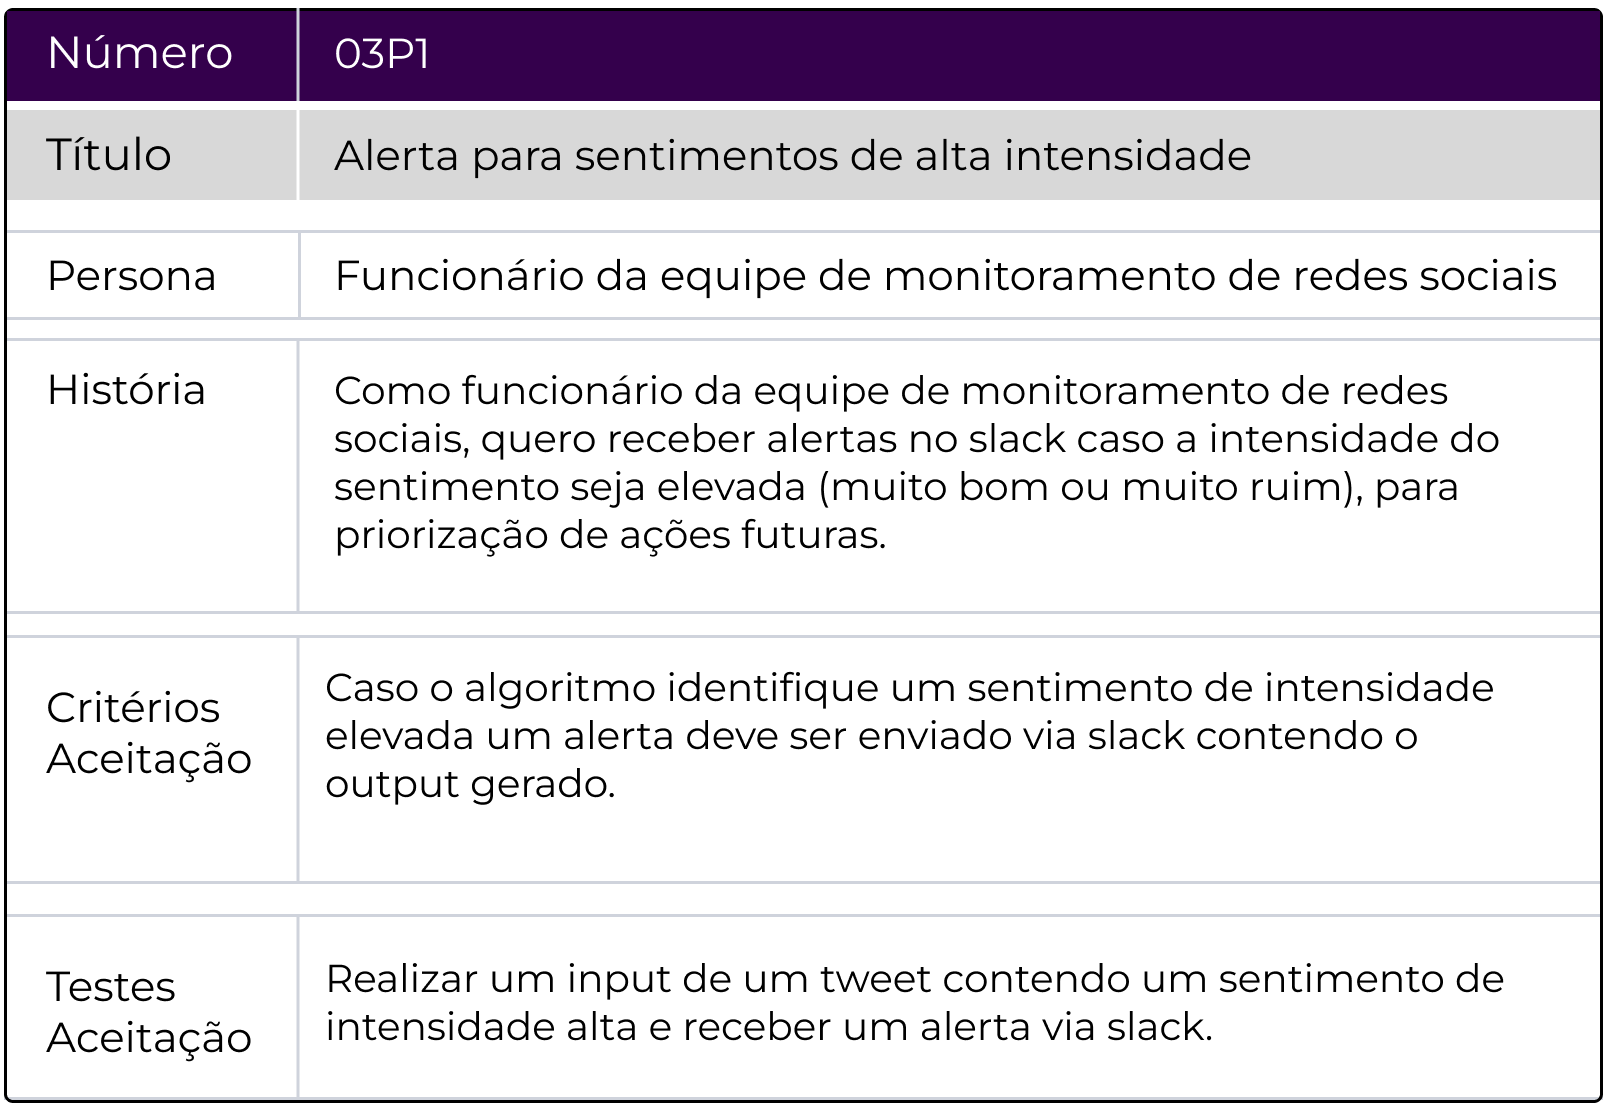 Número
03P1
Título
Alerta para sentimentos de alta intensidade
Persona
Funcionário da equipe de monitoramento de redes sociais
História
Como funcionário da equipe de monitoramento de redes
sociais, quero receber alertas no slack caso a intensidade do
sentimento seja elevada (muito bom ou muito ruim), para
priorização de ações futuras.
Critérios
Aceitação
Caso o algoritmo identifique um sentimento de intensidade
elevada um alerta deve ser enviado via slack contendo o
output gerado.
Testes
Aceitação
Realizar um input de um tweet contendo um sentimento de
intensidade alta e receber um alerta via slack.